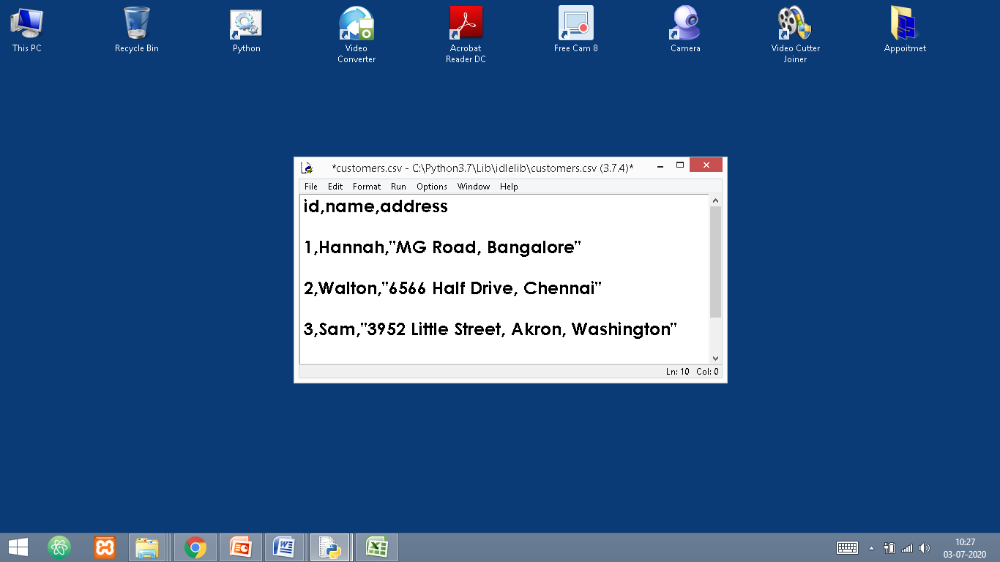 This PC
Recycle Bin
Python
Video
Converter
Acrobat
Reader DC
Free Cam 8
Camera
Video Cutter
Joiner
Appoitmet
*customers.csv - C:\Python3.7\Lib\idlelib\customers.csv (3.7.4)*
File Edit Format Run Options Window Help
id,name,address
1,Hannah,"MG Road, Bangalore"
2,Walton,"6566 Half Drive, Chennai"
3,Sam,"3952 Little Street, Akron, Washington"
Ln: 10 Col: 0
10:27
03-07-2020